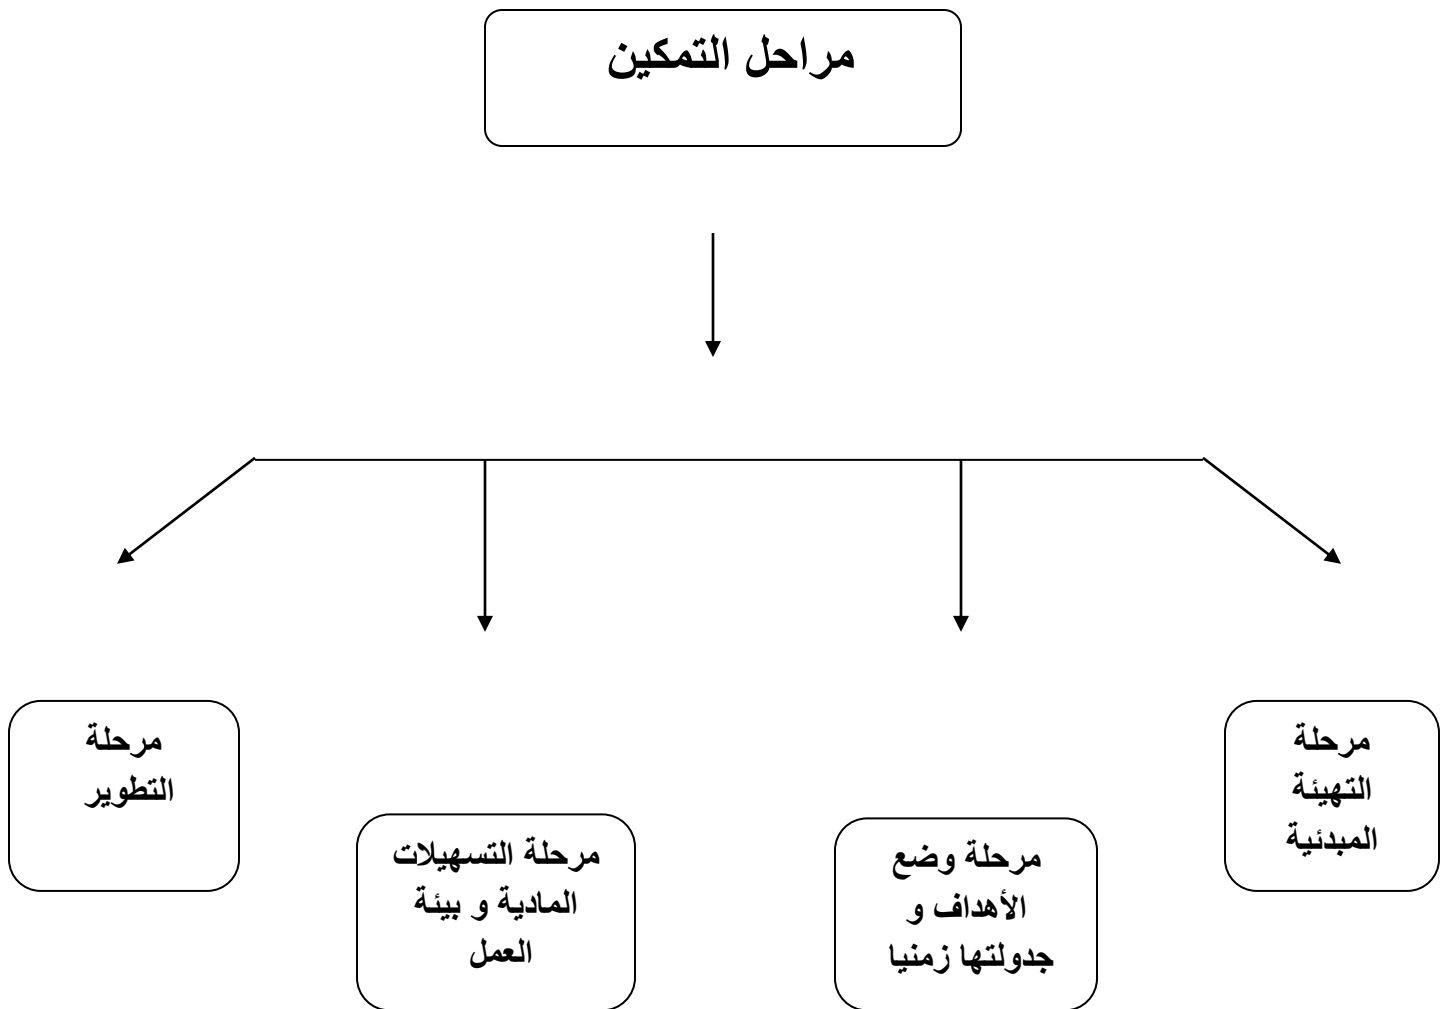 مراحل التمكين
مرحلة
التهيئة
المبدئية
مرحلة وضع
الأهداف و
جدولتها زمنيا
مرحلة التسهيلات
المادية و بيئة
العمل
مرحلة
التطوير